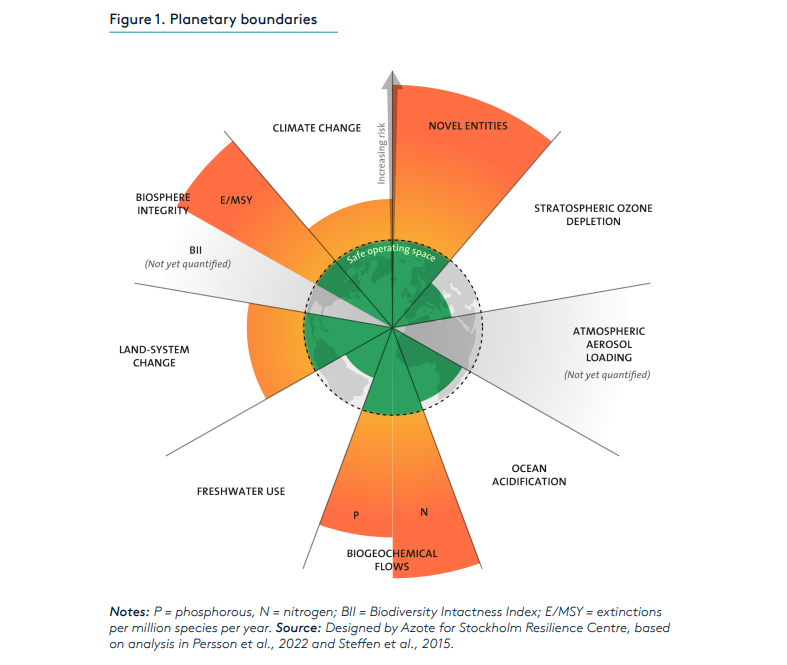 Figure 1. Planetary boundaries
CLIMATE CHANGE
Increasing risk
NOVEL ENTITIES
BIOSPHERE
INTEGRITY
E/MSY
STRATOSPHERIC OZONE
DEPLETION
BII
(Not yet quantified)
Safe operating space
LAND-SYSTEM
CHANGE
ATMOSPHERIC
AEROSOL
LOADING
(Not yet quantified)
FRESHWATER USE
OCEAN
ACIDIFICATION
P
N
BIOGEOCHEMICAL
FLOWS
Notes: P = phosphorous, N = nitrogen; BII = Biodiversity Intactness Index; E/MSY = extinctions
per million species per year. Source: Designed by Azote for Stockholm Resilience Centre, based
on analysis in Persson et al., 2022 and Steffen et al., 2015.